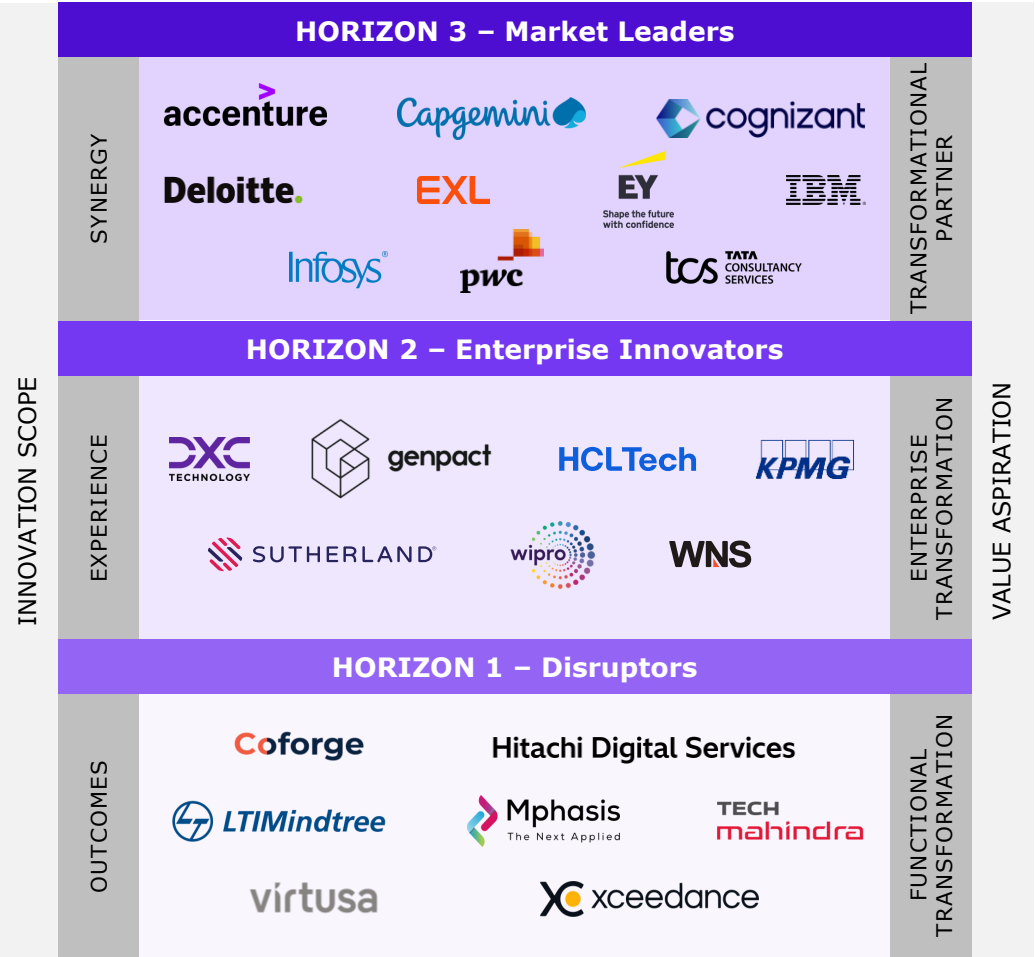 HORIZON 3 – Market Leaders
INNOVATION SCOPE
SYNERGY
accenture
Capgemini
cognizant
Deloitte.
EXL
EY
Shape the future
with confidence
IBM®
Infosys®
pwc
tcs TATA
CONSULTANCY
SERVICES
TRANSFORMATIONAL
PARTNER
VALUE ASPIRATION
HORIZON 2 – Enterprise Innovators
EXPERIENCE
DXC
TECHNOLOGY
genpact
HCLTech
KPMG
SUTHERLAND®
wipro
WNS
ENTERPRISE
TRANSFORMATION
HORIZON 1 – Disruptors
OUTCOMES
Coforge
Hitachi Digital Services
LTIMindtree
Mphasis
The Next Applied
TECH
mahindra
virtusa
xceedance
FUNCTIONAL
TRANSFORMATION